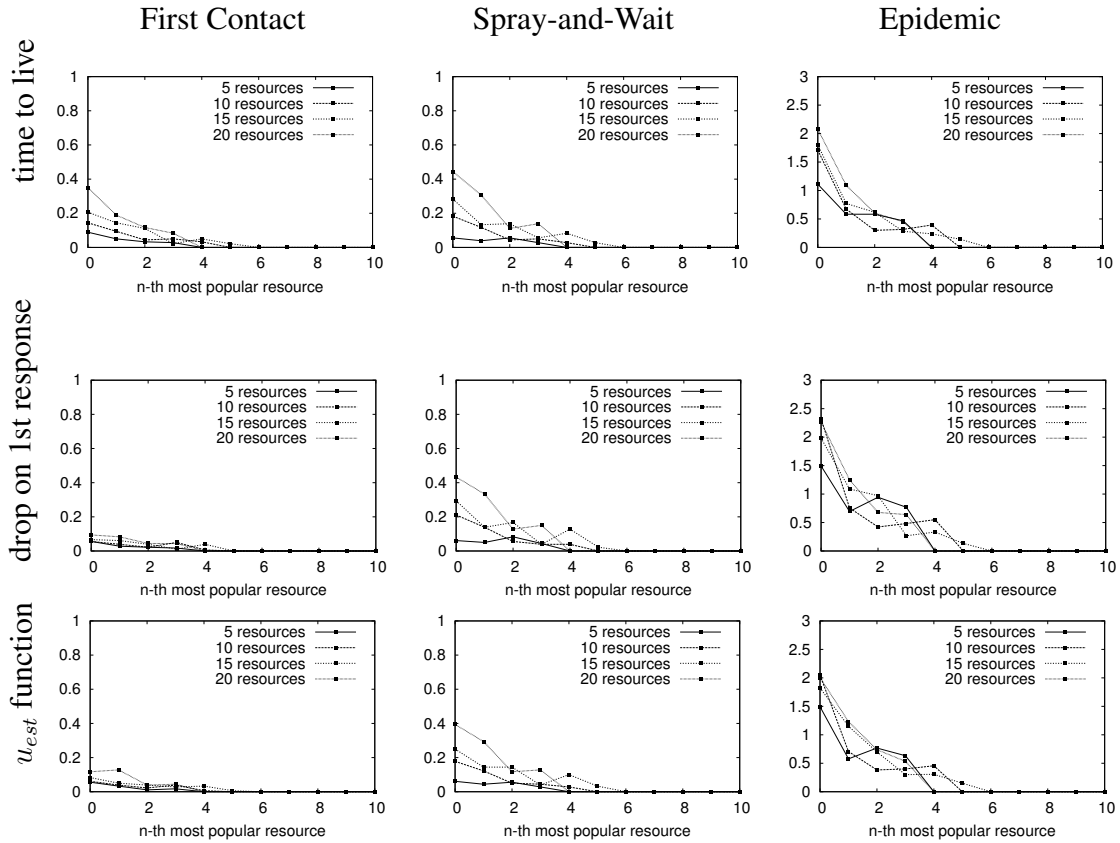 First Contact Spray-and-Wait Epidemic
time to live
1
0.8
0.6
0.4
0.2
0
0 2 4 6 8 10
n-th most popular resource
5 resources
10 resources
15 resources
20 resources
1
0.8
0.6
0.4
0.2
0
0 2 4 6 8 10
n-th most popular resource
5 resources
10 resources
15 resources
20 resources
3
2.5
2
1.5
1
0.5
0
0 2 4 6 8 10
n-th most popular resource
5 resources
10 resources
15 resources
20 resources
drop on 1st response
1
0.8
0.6
0.4
0.2
0
0 2 4 6 8 10
n-th most popular resource
5 resources
10 resources
15 resources
20 resources
1
0.8
0.6
0.4
0.2
0
0 2 4 6 8 10
n-th most popular resource
5 resources
10 resources
15 resources
20 resources
3
2.5
2
1.5
1
0.5
0
0 2 4 6 8 10
n-th most popular resource
5 resources
10 resources
15 resources
20 resources
u_est function
1
0.8
0.6
0.4
0.2
0
0 2 4 6 8 10
n-th most popular resource
5 resources
10 resources
15 resources
20 resources
1
0.8
0.6
0.4
0.2
0
0 2 4 6 8 10
n-th most popular resource
5 resources
10 resources
15 resources
20 resources
3
2.5
2
1.5
1
0.5
0
0 2 4 6 8 10
n-th most popular resource
5 resources
10 resources
15 resources
20 resources